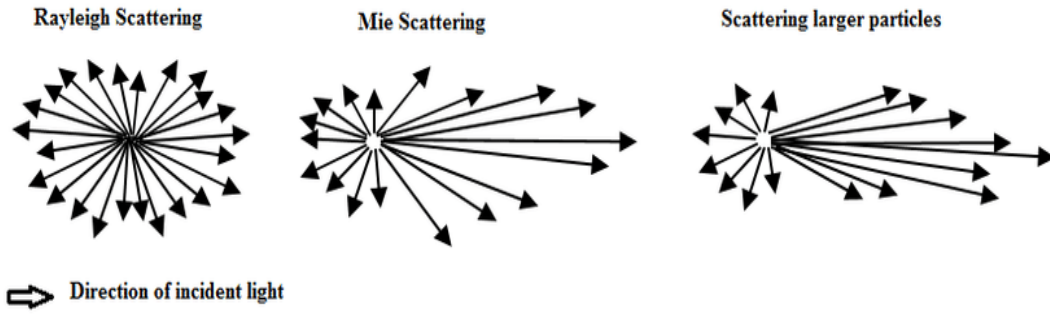 Rayleigh Scattering
Mie Scattering
Scattering larger particles
Direction of incident light